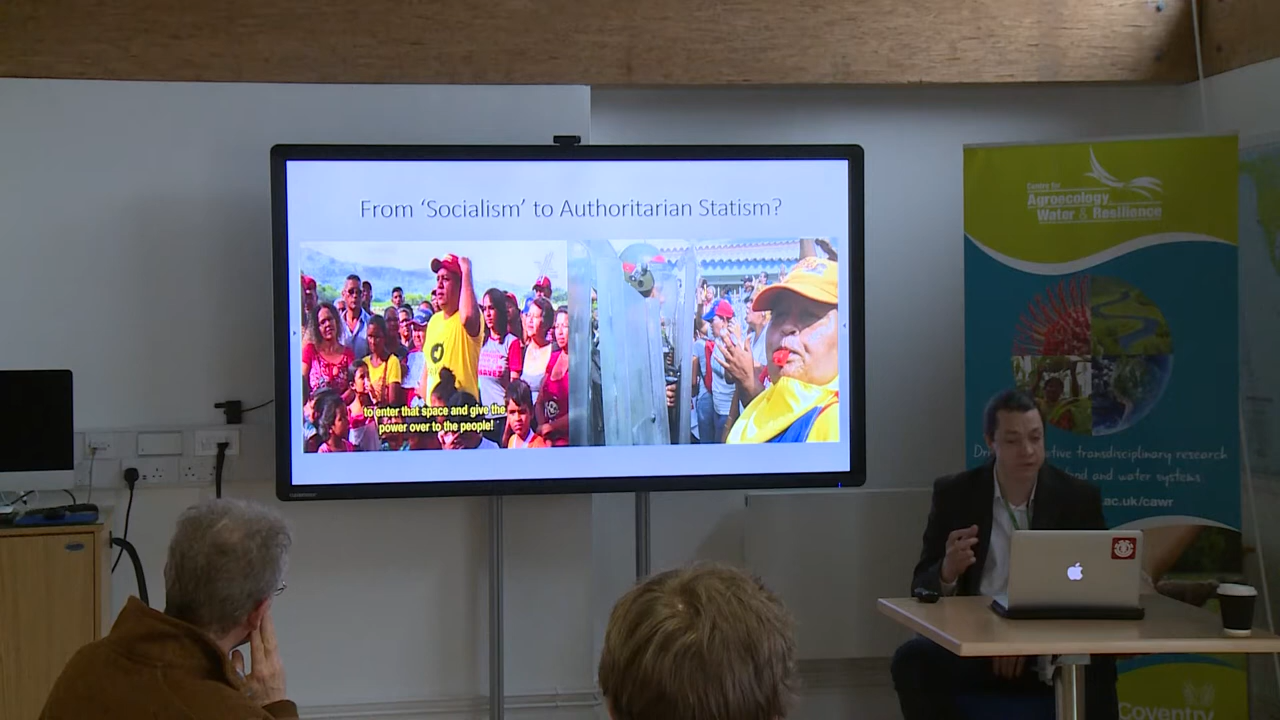 From ‘Socialism’ to Authoritarian Statism?
to enter that space and give the
power over to the people!
Centre for
Agroecology,
Water & Resilience
transdisciplinary research
and water systems
.ac.uk/cawr
Coventry